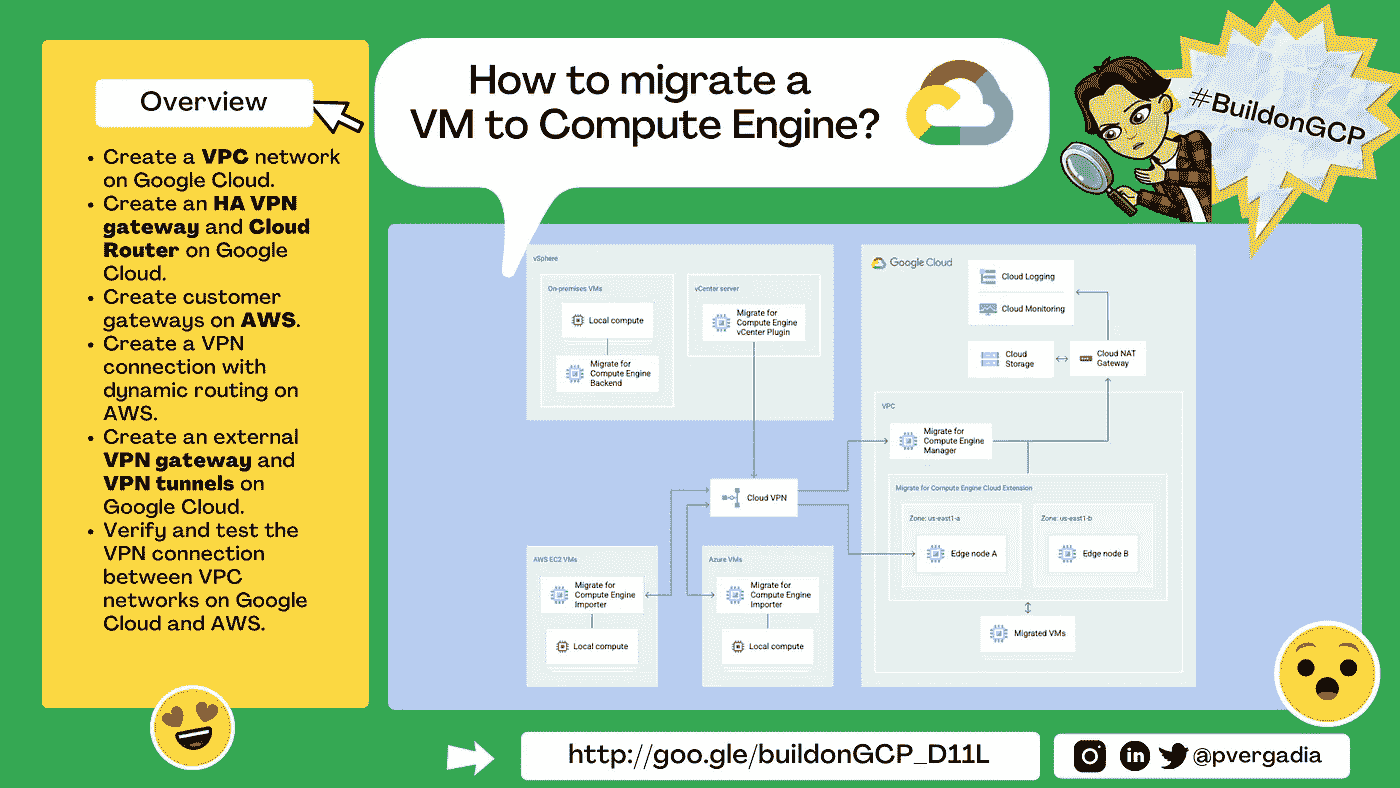 Overview
• Create a VPC network
on Google Cloud.
• Create an HA VPN
gateway and Cloud
Router on Google
Cloud.
• Create customer
gateways on AWS.
• Create a VPN
connection with
dynamic routing on
AWS.
• Create an external
VPN gateway and
VPN tunnels on
Google Cloud.
• Verify and test the
VPN connection
between VPC
networks on Google
Cloud and AWS.
How to migrate a
VM to Compute Engine?
#BuildonGCP
vSphere
On-premises VMs
Local compute
Migrate for
Compute Engine
Backend
vCenter server
Migrate for
Compute Engine
vCenter Plugin
Cloud VPN
AWS EC2 VMs
Migrate for
Compute Engine
Importer
Local compute
Azure VMs
Migrate for
Compute Engine
Importer
Local compute
Google Cloud
Cloud Logging
Cloud Monitoring
Cloud
Storage
Cloud NAT
Gateway
VPC
Migrate for
Compute Engine
Manager
Migrate for Compute Engine Cloud Extension
Zone: us-east1-a
Edge node A
Zone: us-east1-b
Edge node B
Migrated VMs
http://goo.gle/buildonGCP_D11L
@pvergadia